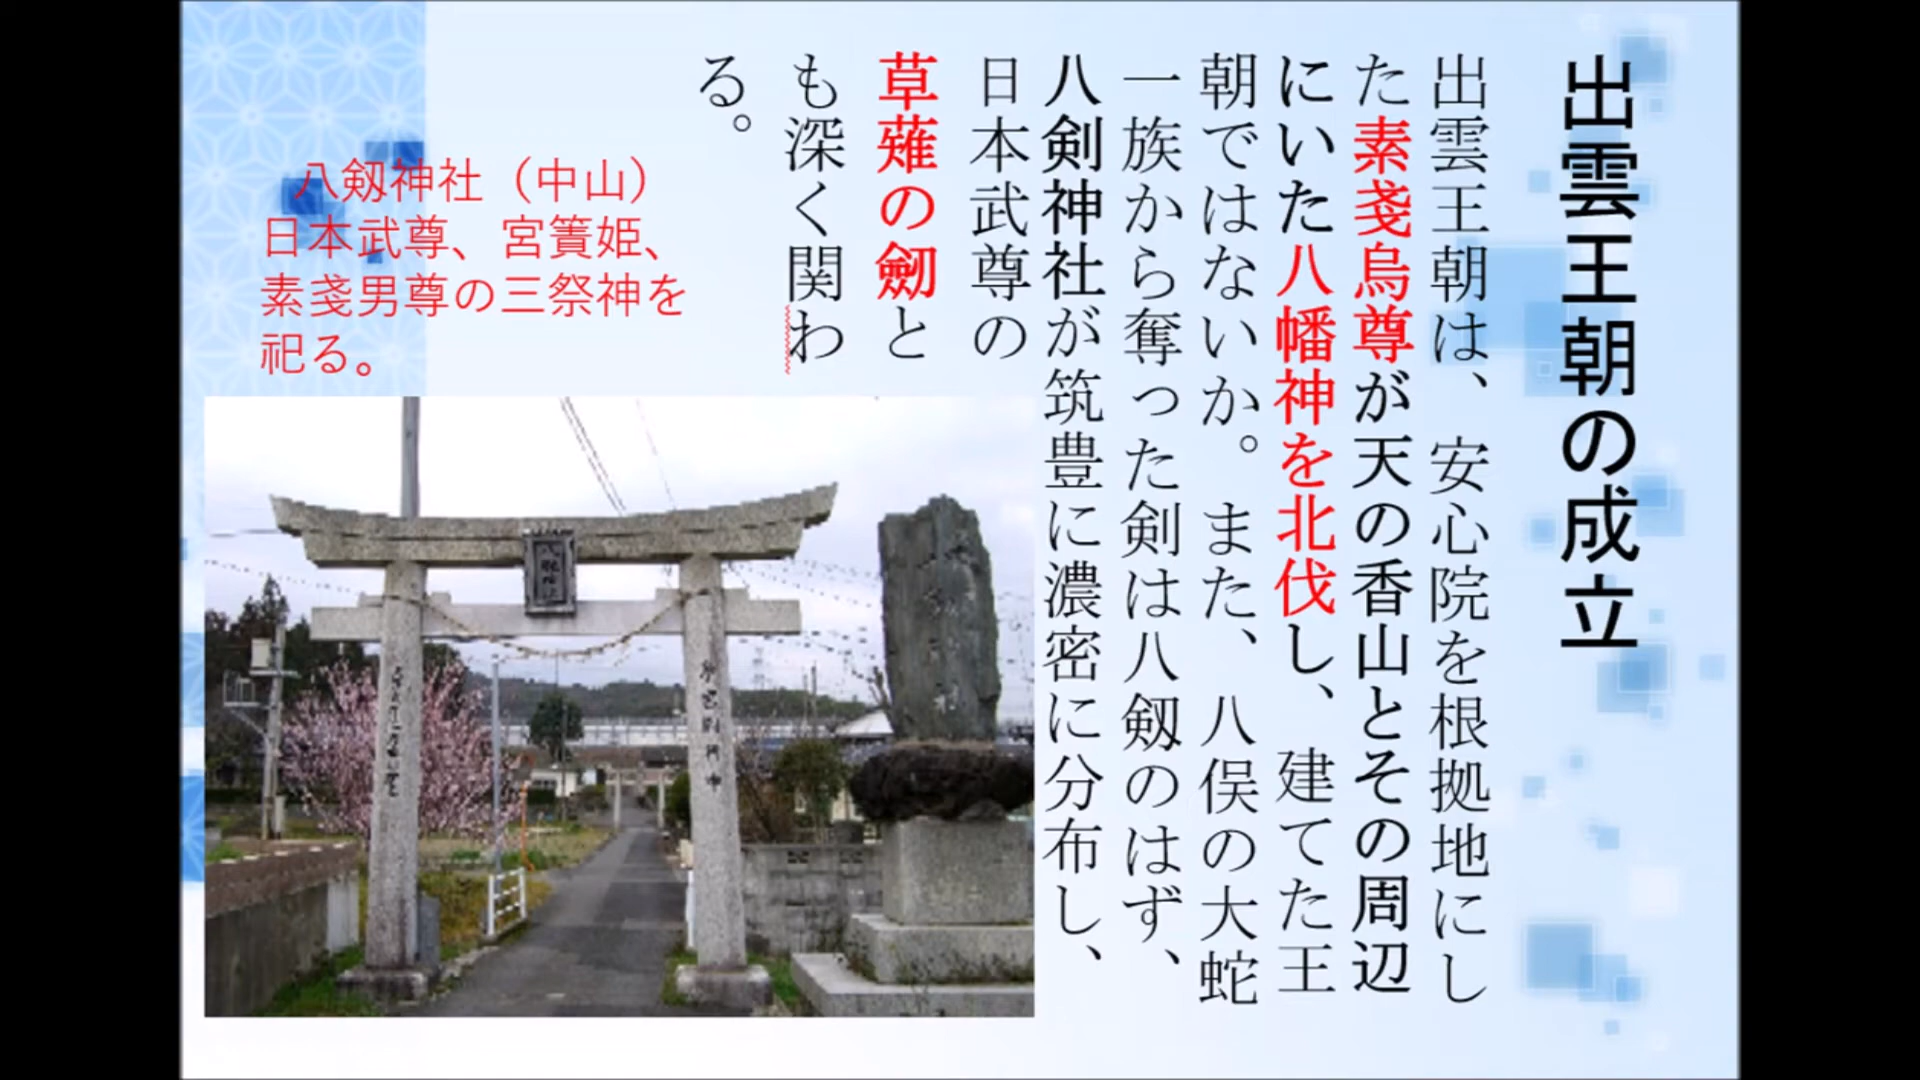 出雲王朝の成立
出雲王朝は、安心院を根拠地にし
た素戔烏尊が天の香山とその周辺
にいた八幡神を北伐し、建てた王
朝ではないか。また、八俣の大蛇
一族から奪った剣は八剱のはず、
八剣神社が筑豊に濃密に分布し、
日本武尊の
草薙の劒と
も深く関わ
る。
八剱神社（中山）
日本武尊、宮簀姫、
素戔男尊の三祭神を
祀る。